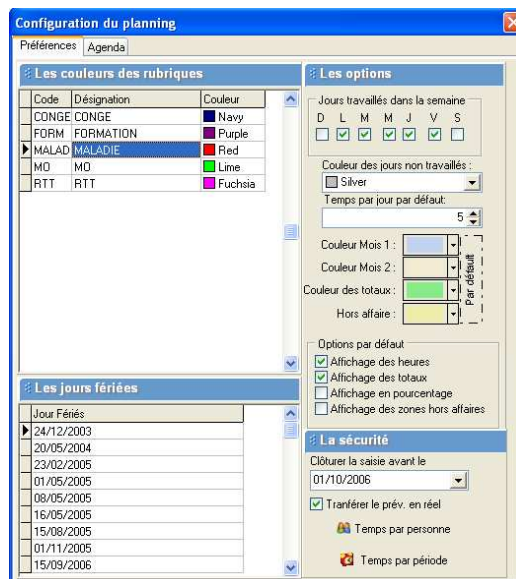 Configuration du planning
Préférences Agenda
Les couleurs des rubriques
Code Désignation Couleur
CONGE CONGE Navy
FORM FORMATION Purple
MALAD MALADIE Red
MO MO Lime
RTT RTT Fuchsia
Les jours fériées
Jour Fériés
24/12/2003
20/05/2004
23/02/2005
01/05/2005
08/05/2005
16/05/2005
15/08/2005
01/11/2005
15/09/2006
Les options
Jours travaillés dans la semaine
D L M M J V S
Couleur des jours non travaillés :
Silver
Temps par jour par défaut:
5
Couleur Mois 1 :
Couleur Mois 2 :
Couleur des totaux :
Hors affaire :
Par défault
Options par défaut
Affichage des heures
Affichage des totaux
Affichage en pourcentage
Affichage des zones hors affaires
La sécurité
Clôturer la saisie avant le
01/10/2006
Tranférer le prév. en réel
Temps par personne
Temps par période